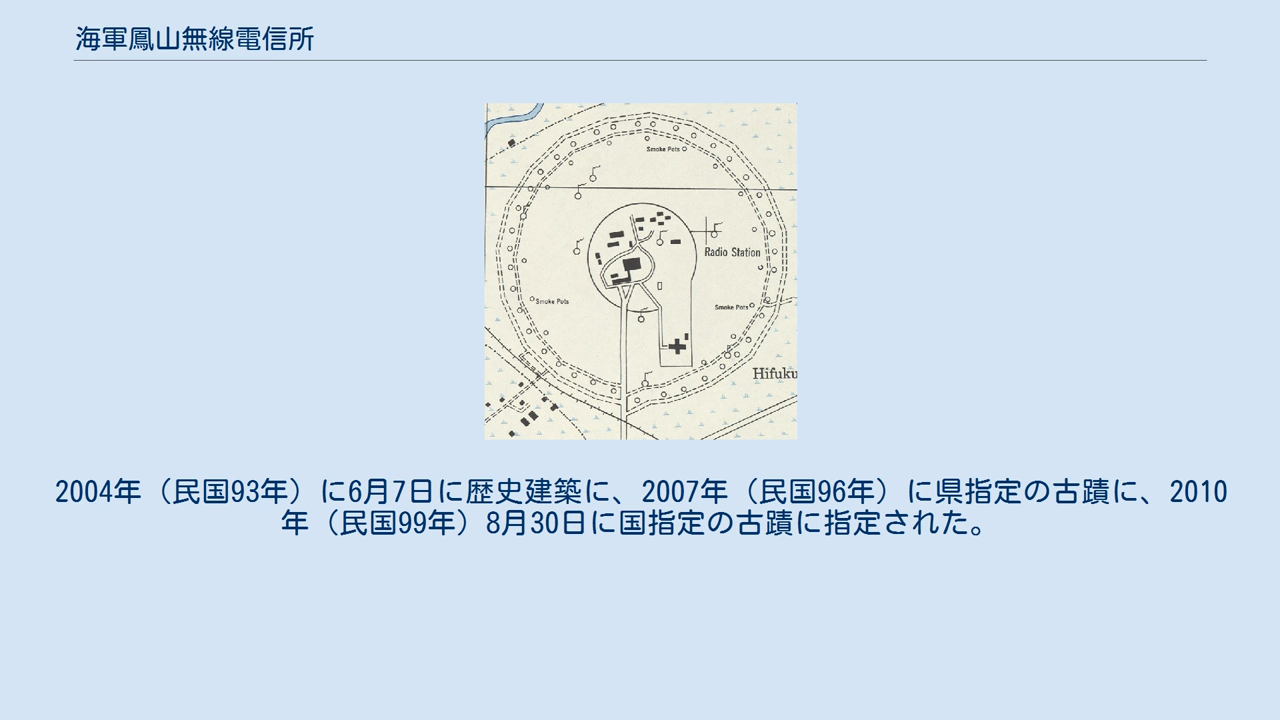 海軍鳳山無線電信所
Smoke Pots
Radio Station
Smoke Pots
Smoke Pots
Hifuku
2004年（民国93年）に6月7日に歴史建築に、2007年（民国96年）に県指定の古蹟に、2010
年（民国99年）8月30日に国指定の古蹟に指定された。